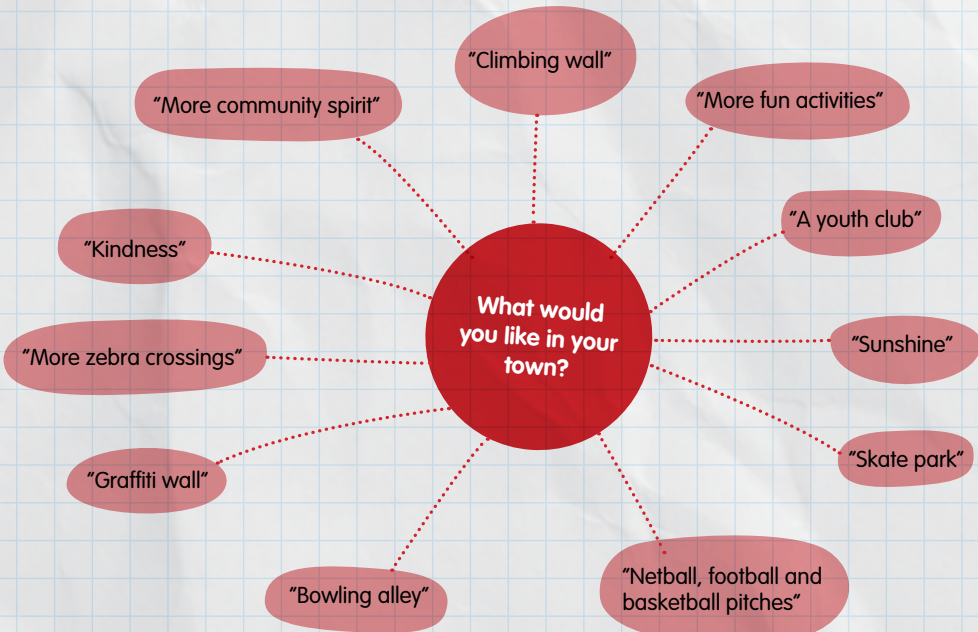 "Climbing wall"
"More community spirit"
"More fun activities"
"A youth club"
"Kindness"
What would
you like in your
town?
"Sunshine"
"More zebra crossings"
"Skate park"
"Graffiti wall"
"Netball, football and
basketball pitches"
"Bowling alley"